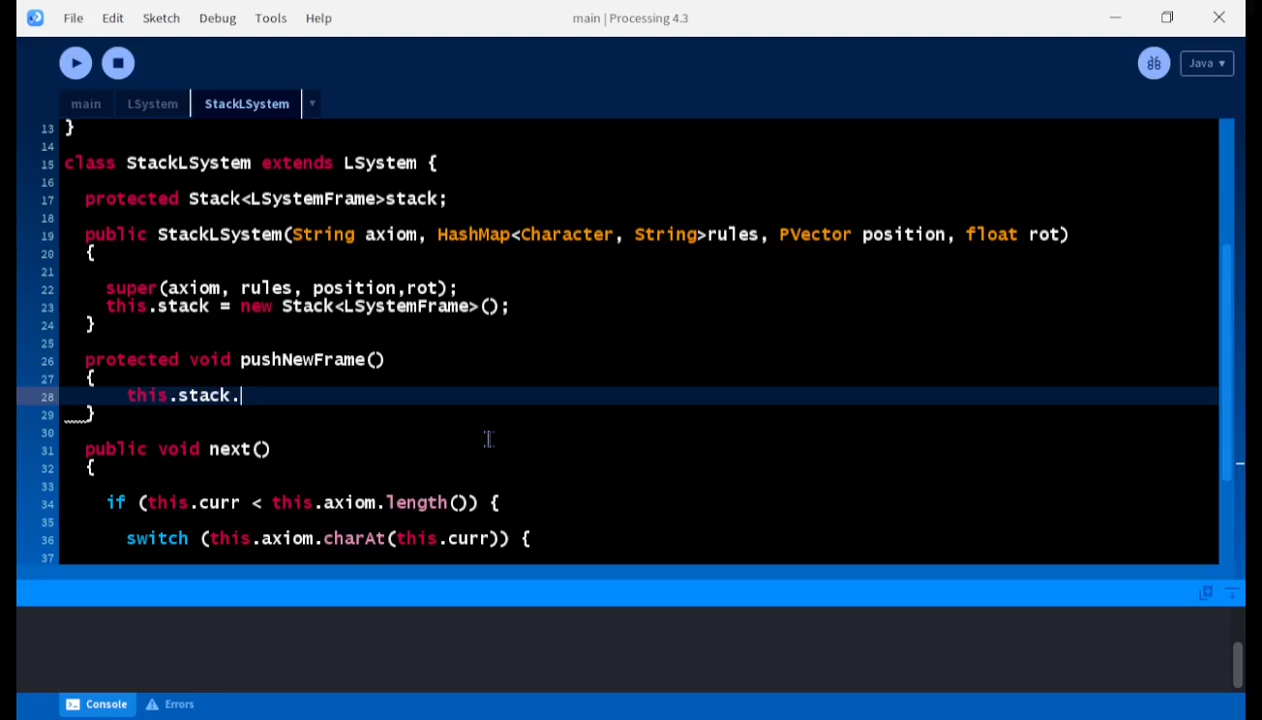 File Edit Sketch Debug Tools Help main | Processing 4.3
Java ▾
main LSystem StackLSystem ▾
13 }
14
15 class StackLSystem extends LSystem {
16
17 protected Stack<LSystemFrame>stack;
18
19 public StackLSystem(String axiom, HashMap<Character, String>rules, PVector position, float rot)
20 {
21
22 super(axiom, rules, position,rot);
23 this.stack = new Stack<LSystemFrame>();
24 }
25
26 protected void pushNewFrame()
27 {
28 this.stack.
29 }
30
31 public void next()
32 {
33
34 if (this.curr < this.axiom.length()) {
35
36 switch (this.axiom.charAt(this.curr)) {
37
Console Errors